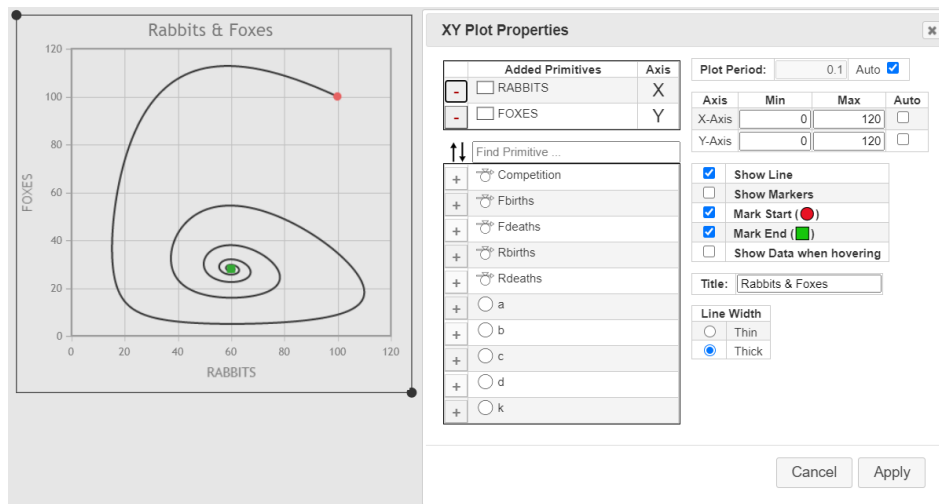 Rabbits & Foxes
120
100
80
60
40
20
0
FOXES
0 20 40 60 80 100 120
RABBITS
XY Plot Properties
Added Primitives Axis
- RABBITS X
- FOXES Y
Find Primitive ...
+ Competition
+ Fbirths
+ Fdeaths
+ Rbirths
+ Rdeaths
+ a
+ b
+ c
+ d
+ k
Plot Period: 0.1 Auto
Axis Min Max Auto
X-Axis 0 120
Y-Axis 0 120
Show Line
Show Markers
Mark Start ( )
Mark End ( )
Show Data when hovering
Title: Rabbits & Foxes
Line Width
Thin
Thick
Cancel Apply